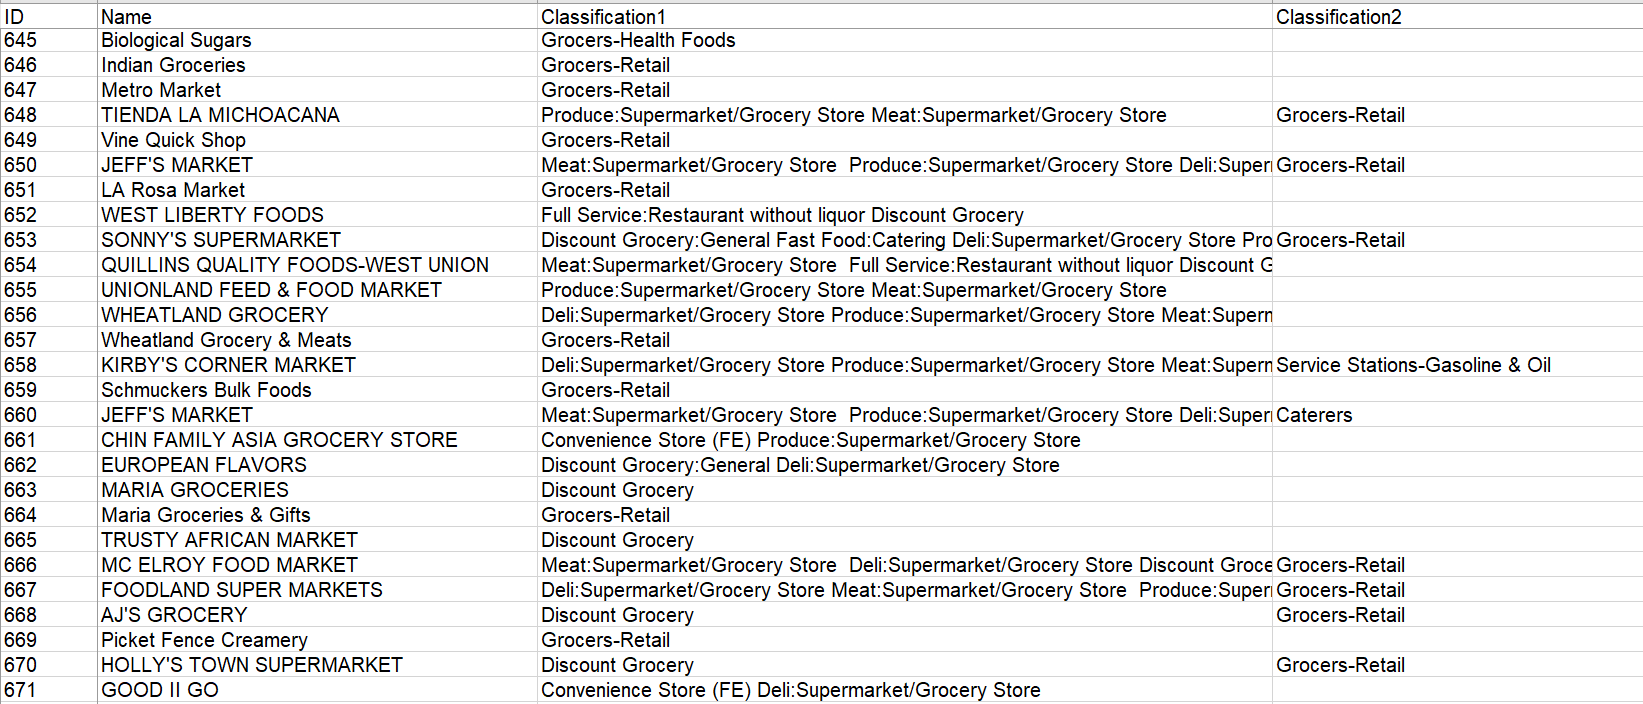 ID Name Classification1 Classification2
645 Biological Sugars Grocers-Health Foods
646 Indian Groceries Grocers-Retail
647 Metro Market Grocers-Retail
648 TIENDA LA MICHOACANA Produce:Supermarket/Grocery Store Meat:Supermarket/Grocery Store Grocers-Retail
649 Vine Quick Shop Grocers-Retail
650 JEFF'S MARKET Meat:Supermarket/Grocery Store  Produce:Supermarket/Grocery Store Deli:Super Grocers-Retail
651 LA Rosa Market Grocers-Retail
652 WEST LIBERTY FOODS Full Service:Restaurant without liquor Discount Grocery
653 SONNY'S SUPERMARKET Discount Grocery:General Fast Food:Catering Deli:Supermarket/Grocery Store Pro Grocers-Retail
654 QUILLINS QUALITY FOODS-WEST UNION Meat:Supermarket/Grocery Store  Full Service:Restaurant without liquor Discount G
655 UNIONLAND FEED & FOOD MARKET Produce:Supermarket/Grocery Store Meat:Supermarket/Grocery Store
656 WHEATLAND GROCERY Deli:Supermarket/Grocery Store Produce:Supermarket/Grocery Store Meat:Superm
657 Wheatland Grocery & Meats Grocers-Retail
658 KIRBY'S CORNER MARKET Deli:Supermarket/Grocery Store Produce:Supermarket/Grocery Store Meat:Superm Service Stations-Gasoline & Oil
659 Schmuckers Bulk Foods Grocers-Retail
660 JEFF'S MARKET Meat:Supermarket/Grocery Store  Produce:Supermarket/Grocery Store Deli:Super Caterers
661 CHIN FAMILY ASIA GROCERY STORE Convenience Store (FE) Produce:Supermarket/Grocery Store
662 EUROPEAN FLAVORS Discount Grocery:General Deli:Supermarket/Grocery Store
663 MARIA GROCERIES Discount Grocery
664 Maria Groceries & Gifts Grocers-Retail
665 TRUSTY AFRICAN MARKET Discount Grocery
666 MC ELROY FOOD MARKET Meat:Supermarket/Grocery Store  Deli:Supermarket/Grocery Store Discount Groce Grocers-Retail
667 FOODLAND SUPER MARKETS Deli:Supermarket/Grocery Store Meat:Supermarket/Grocery Store  Produce:Super Grocers-Retail
668 AJ'S GROCERY Discount Grocery Grocers-Retail
669 Picket Fence Creamery Grocers-Retail
670 HOLLY'S TOWN SUPERMARKET Discount Grocery Grocers-Retail
671 GOOD II GO Convenience Store (FE) Deli:Supermarket/Grocery Store